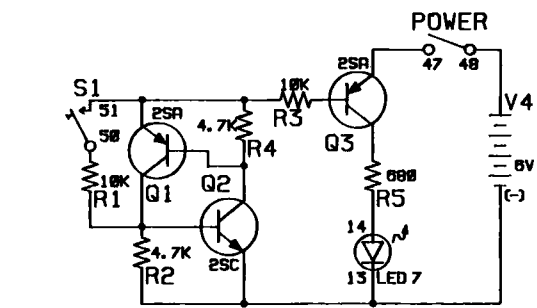 POWER
47 48
S1
51
50
2SA
10K
2SA
V4
4.7K
R3
R4
Q3
6V
10K
R1
Q1
Q2
680
R5
(-)
4.7K
R2
2SC
14
13 LED 7